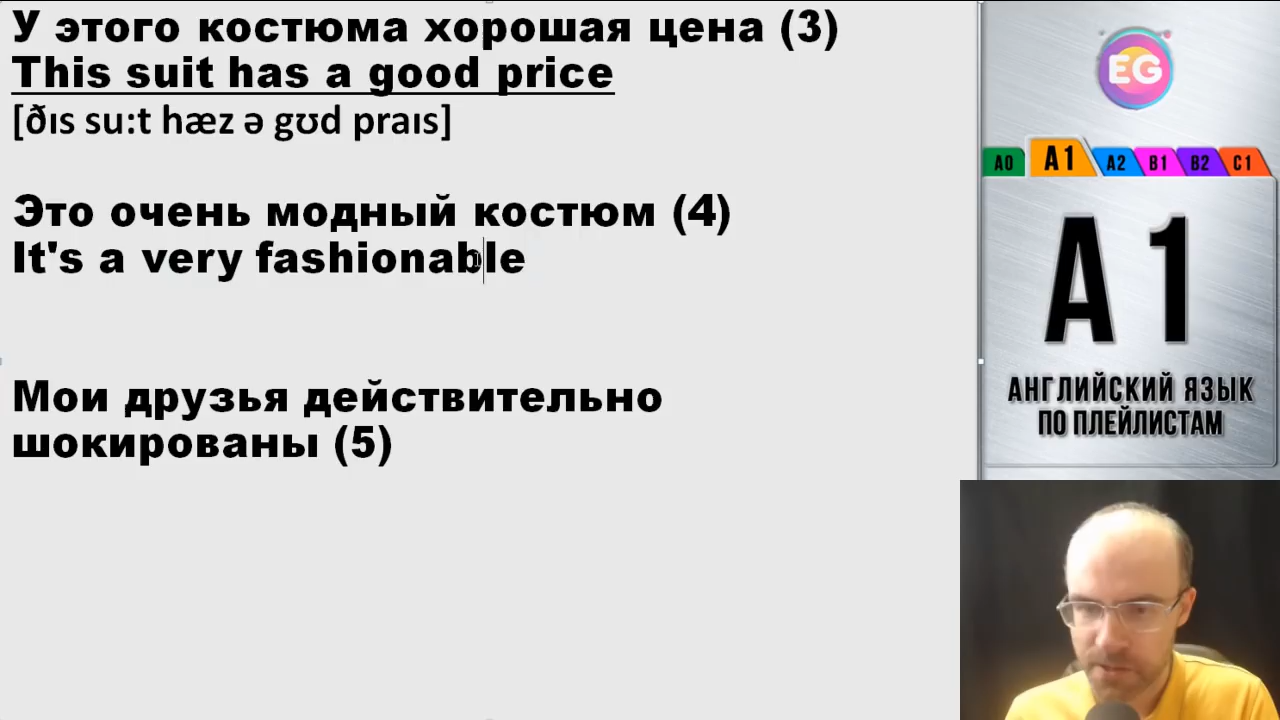 У этого костюма хорошая цена (3)
This suit has a good price
[ðɪs su:t hæz ə gʊd praɪs]
Это очень модный костюм (4)
It's a very fashionable
Мои друзья действительно
шокированы (5)
EG
A0 A1 A2 B1 B2 C1
A 1
АНГЛИЙСКИЙ ЯЗЫК
ПО ПЛЕЙЛИСТАМ